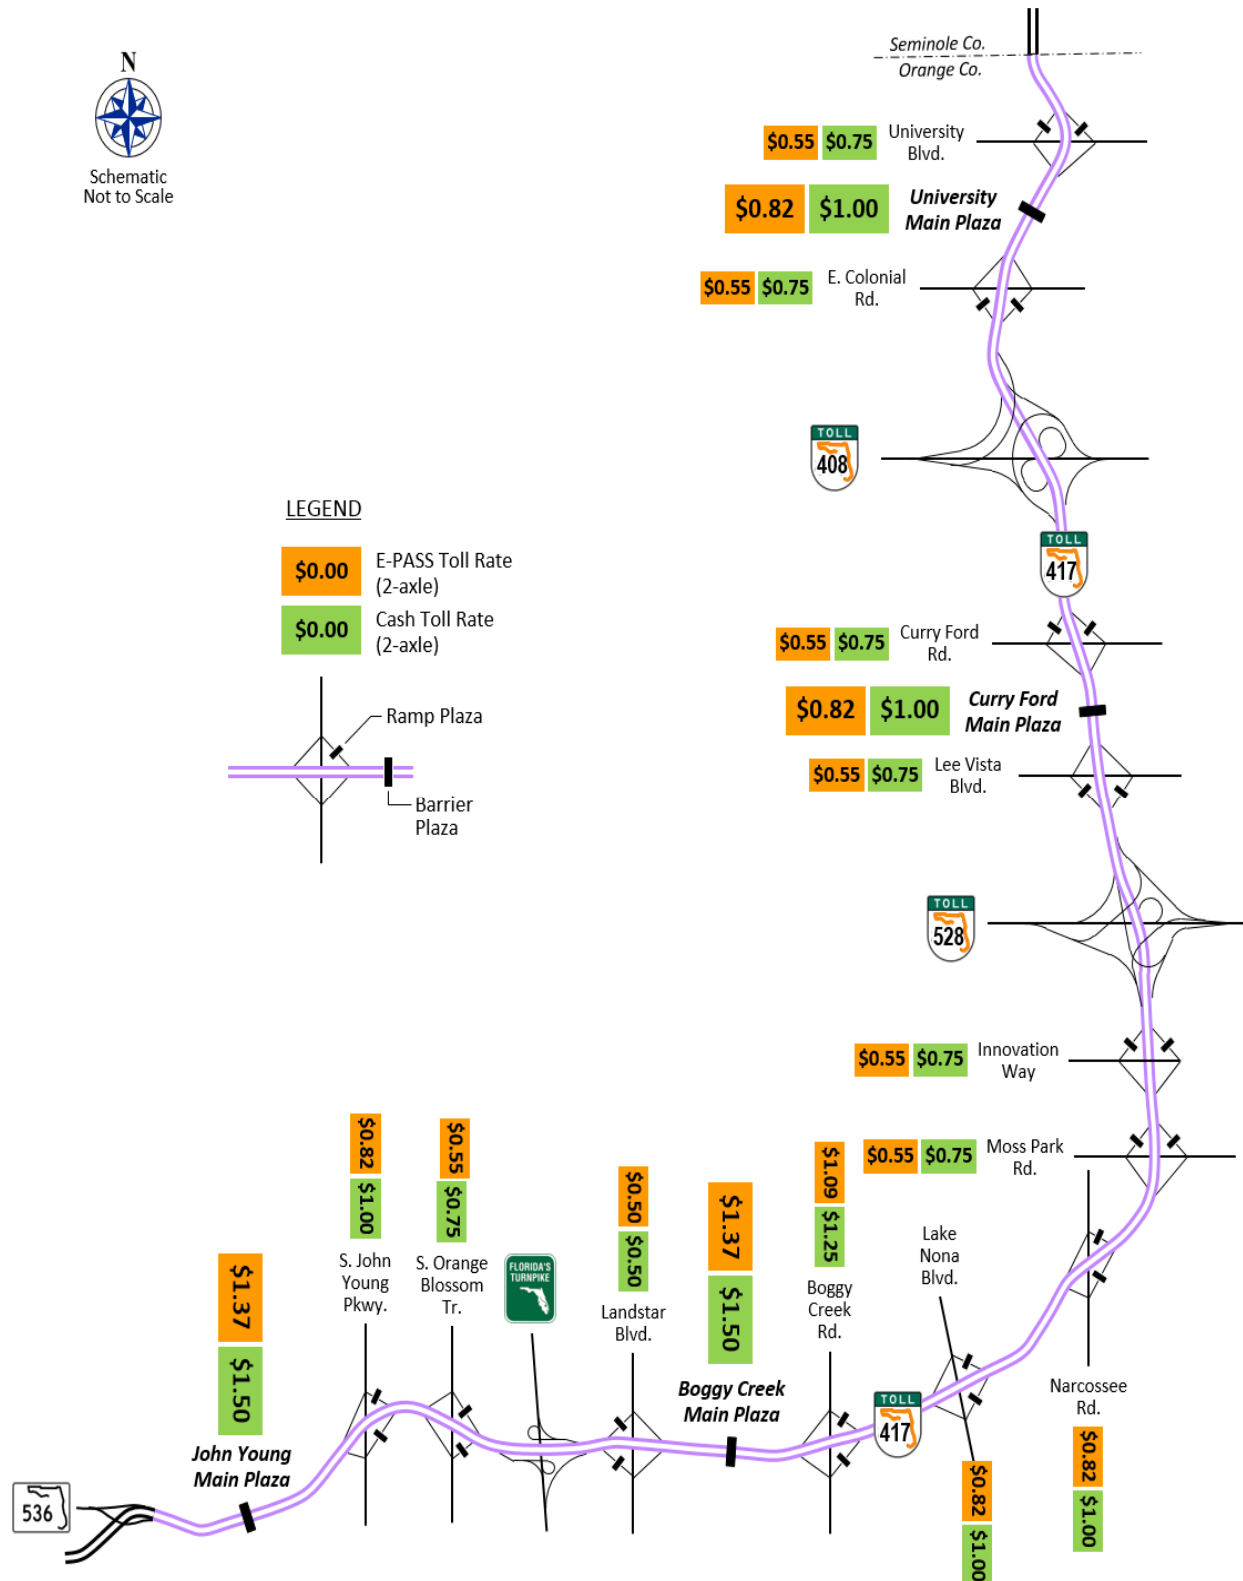 Seminole Co.
Orange Co.
N
Schematic
Not to Scale
$0.55 $0.75 University
Blvd.
$0.82 $1.00 University
Main Plaza
$0.55 $0.75 E. Colonial
Rd.
TOLL
408
LEGEND
$0.00 E-PASS Toll Rate
(2-axle)
$0.00 Cash Toll Rate
(2-axle)
Ramp Plaza
Barrier
Plaza
TOLL
417
$0.55 $0.75 Curry Ford
Rd.
$0.82 $1.00 Curry Ford
Main Plaza
$0.55 $0.75 Lee Vista
Blvd.
TOLL
528
$0.55 $0.75 Innovation
Way
$0.55 $0.75 Moss Park
Rd.
$1.37 $1.50
John Young
Main Plaza
$0.82 $1.00
S. John
Young
Pkwy.
$0.55 $0.75
S. Orange
Blossom
Tr.
FLORIDA'S
TURNPIKE
$0.50 $0.50
Landstar
Blvd.
$1.37 $1.50
Boggy Creek
Main Plaza
$1.09 $1.25
Boggy
Creek
Rd.
TOLL
417
Lake
Nona
Blvd.
$0.82 $1.00
Narcossee
Rd.
$0.82 $1.00
536